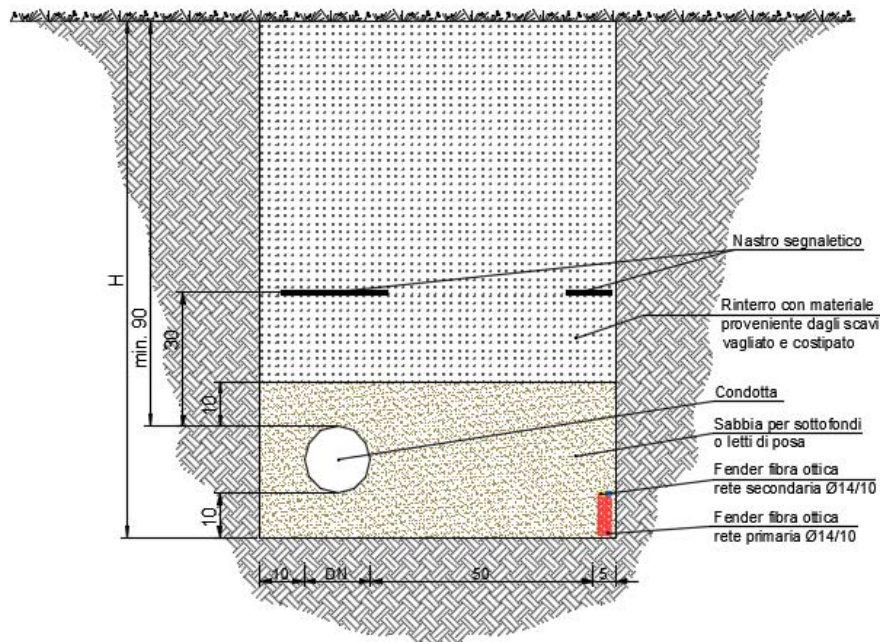 Nastro segnaletico
H
min. 90
30
Rinterro con materiale
proveniente dagli scavi
vagliato e costipato
10
Condotta
Sabbia per sottofondi
o letti di posa
Fender fibra ottica
rete secondaria Ø14/10
10
Fender fibra ottica
rete primaria Ø14/10
10
DN
50
5